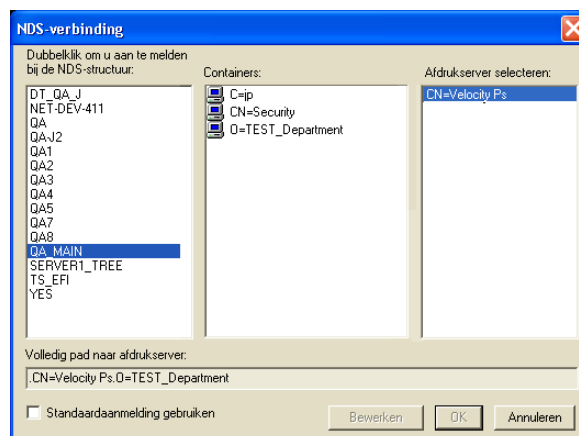 NDS-verbinding
Dubbelklik om u aan te melden
bij de NDS-structuur:
DT_QA_J
NET-DEV-411
QA
QA-J2
QA1
QA2
QA3
QA4
QA5
QA7
QA8
QA_MAIN
SERVER1_TREE
TS_EFI
YES
Containers:
C=jp
CN=Security
O=TEST_Department
Afdrukserver selecteren:
CN=Velocity Ps
Volledig pad naar afdrukserver:
.CN=Velocity Ps.O=TEST_Department
Standaardaanmelding gebruiken
Bewerken
OK
Annuleren